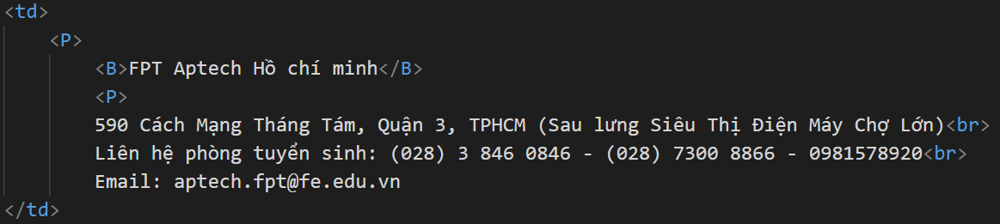 <td>
<P>
<B>FPT Aptech Hồ chí minh</B>
<P>
590 Cách Mạng Tháng Tám, Quận 3, TPHCM (Sau lưng Siêu Thị Điện Máy Chợ Lớn)<br>
Liên hệ phòng tuyển sinh: (028) 3 846 0846 - (028) 7300 8866 - 0981578920<br>
Email: aptech.fpt@fe.edu.vn
</td>